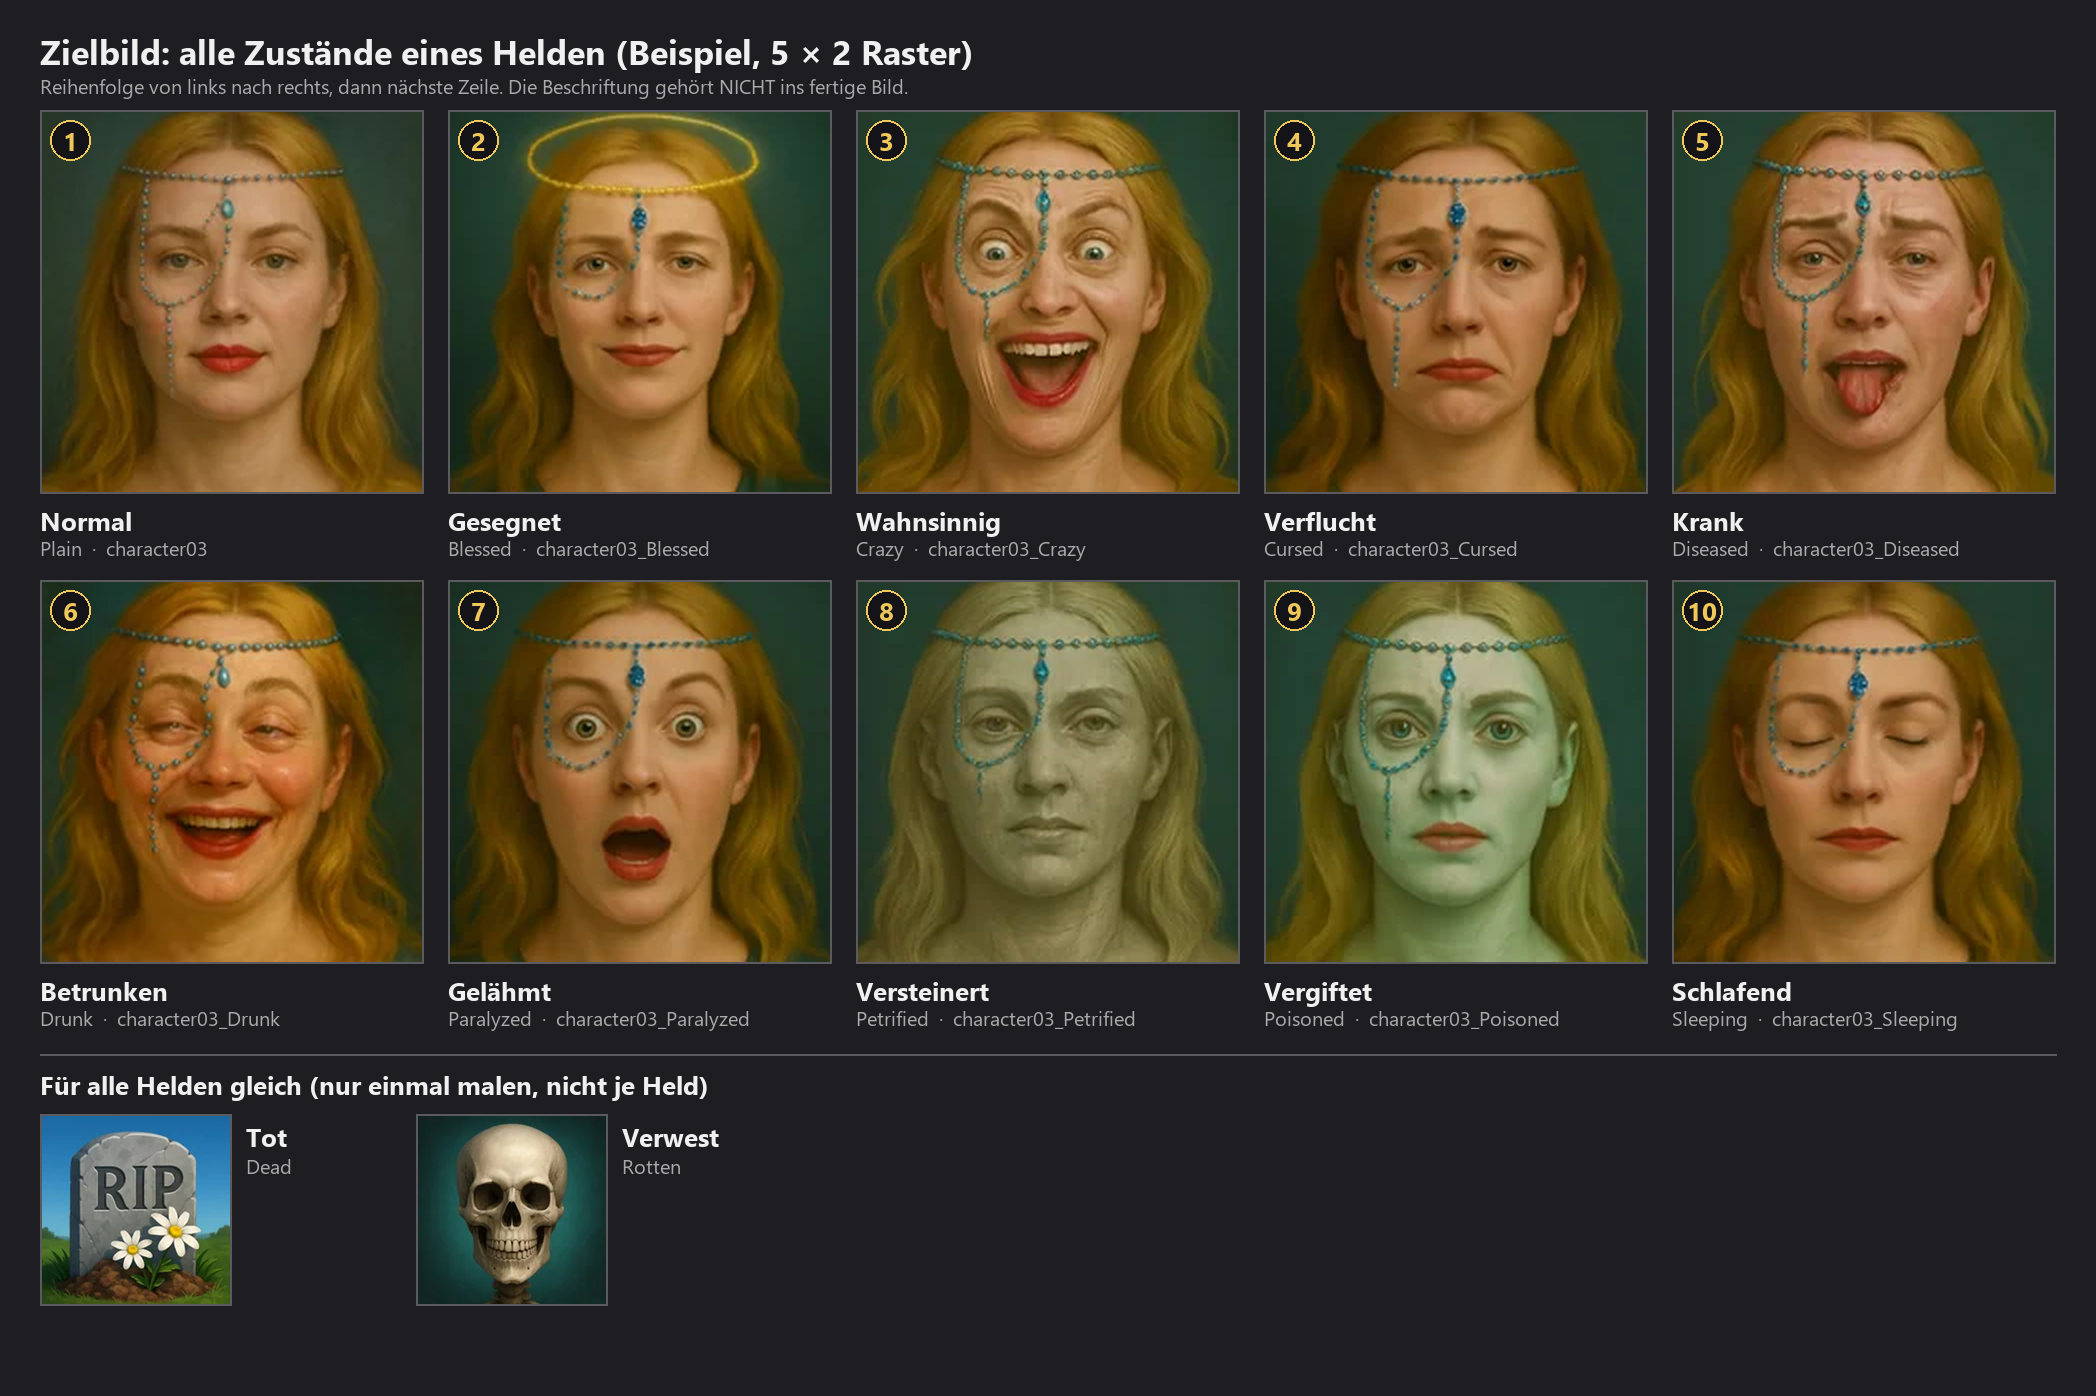 Zielbild: alle Zustände eines Helden (Beispiel, 5 × 2 Raster)
Reihenfolge von links nach rechts, dann nächste Zeile. Die Beschriftung gehört NICHT ins fertige Bild.
1
2
3
4
5
Normal
Plain · character03
Gesegnet
Blessed · character03_Blessed
Wahnsinnig
Crazy · character03_Crazy
Verflucht
Cursed · character03_Cursed
Krank
Diseased · character03_Diseased
6
7
8
9
10
Betrunken
Drunk · character03_Drunk
Gelähmt
Paralyzed · character03_Paralyzed
Versteinert
Petrified · character03_Petrified
Vergiftet
Poisoned · character03_Poisoned
Schlafend
Sleeping · character03_Sleeping
Für alle Helden gleich (nur einmal malen, nicht je Held)
RIP
Tot
Dead
Verwest
Rotten